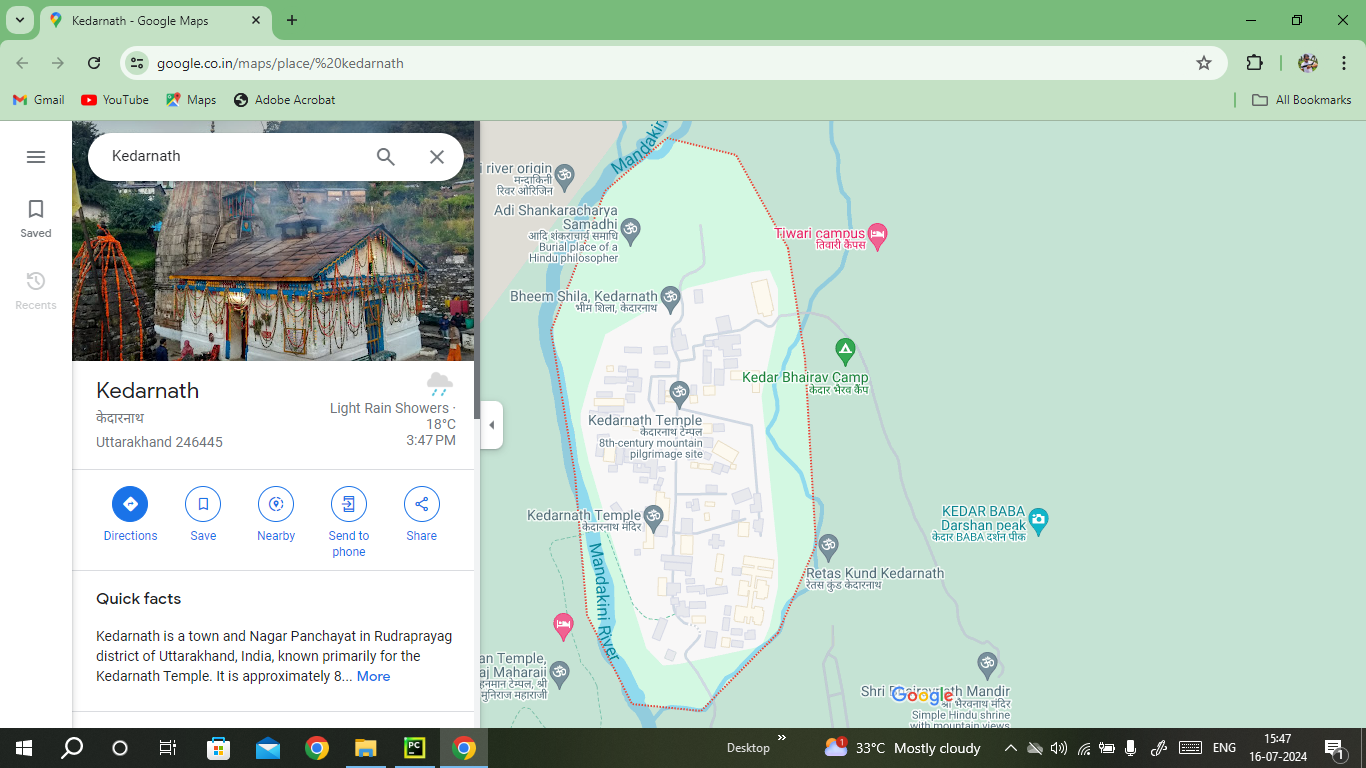 Kedarnath - Google Maps
google.co.in/maps/place/%20kedarnath
Gmail
YouTube
Maps
Adobe Acrobat
All Bookmarks
Saved
Recents
Kedarnath
Kedarnath
केदारनाथ
Uttarakhand 246445
Light Rain Showers ·
18°C
3:47 PM
Directions
Save
Nearby
Send to
phone
Share
Quick facts
Kedarnath is a town and Nagar Panchayat in Rudraprayag
district of Uttarakhand, India, known primarily for the
Kedarnath Temple. It is approximately 8... More
Mandakin
i river origin
मन्दाकिनी
रिवर ओरिजिन
Adi Shankaracharya
Samadhi
आदि शंकराचार्य समाधि
Burial place of a
Hindu philosopher
Tiwari campus
तिवारी कैंपस
Bheem Shila, Kedarnath
भीम शिला, केदारनाथ
Kedar Bhairav Camp
केदार भैरव कैंप
Kedarnath Temple
केदारनाथ टेम्पल
8th-century mountain
pilgrimage site
Kedarnath Temple
केदारनाथ मंदिर
KEDAR BABA
Darshan peak
केदार BABA दर्शन पीक
Mandakini River
Retas Kund Kedarnath
रेतस कुंड केदारनाथ
an Temple,
aj Maharaji
हनुमान टेम्पल, श्री
मुनिराज महाराजी
Shri Bhairavnath Mandir
Google
श्री भैरवनाथ मंदिर
Simple Hindu shrine
with mountain views
PC
Desktop
»
1
33°C Mostly cloudy
ENG
15:47
16-07-2024
1